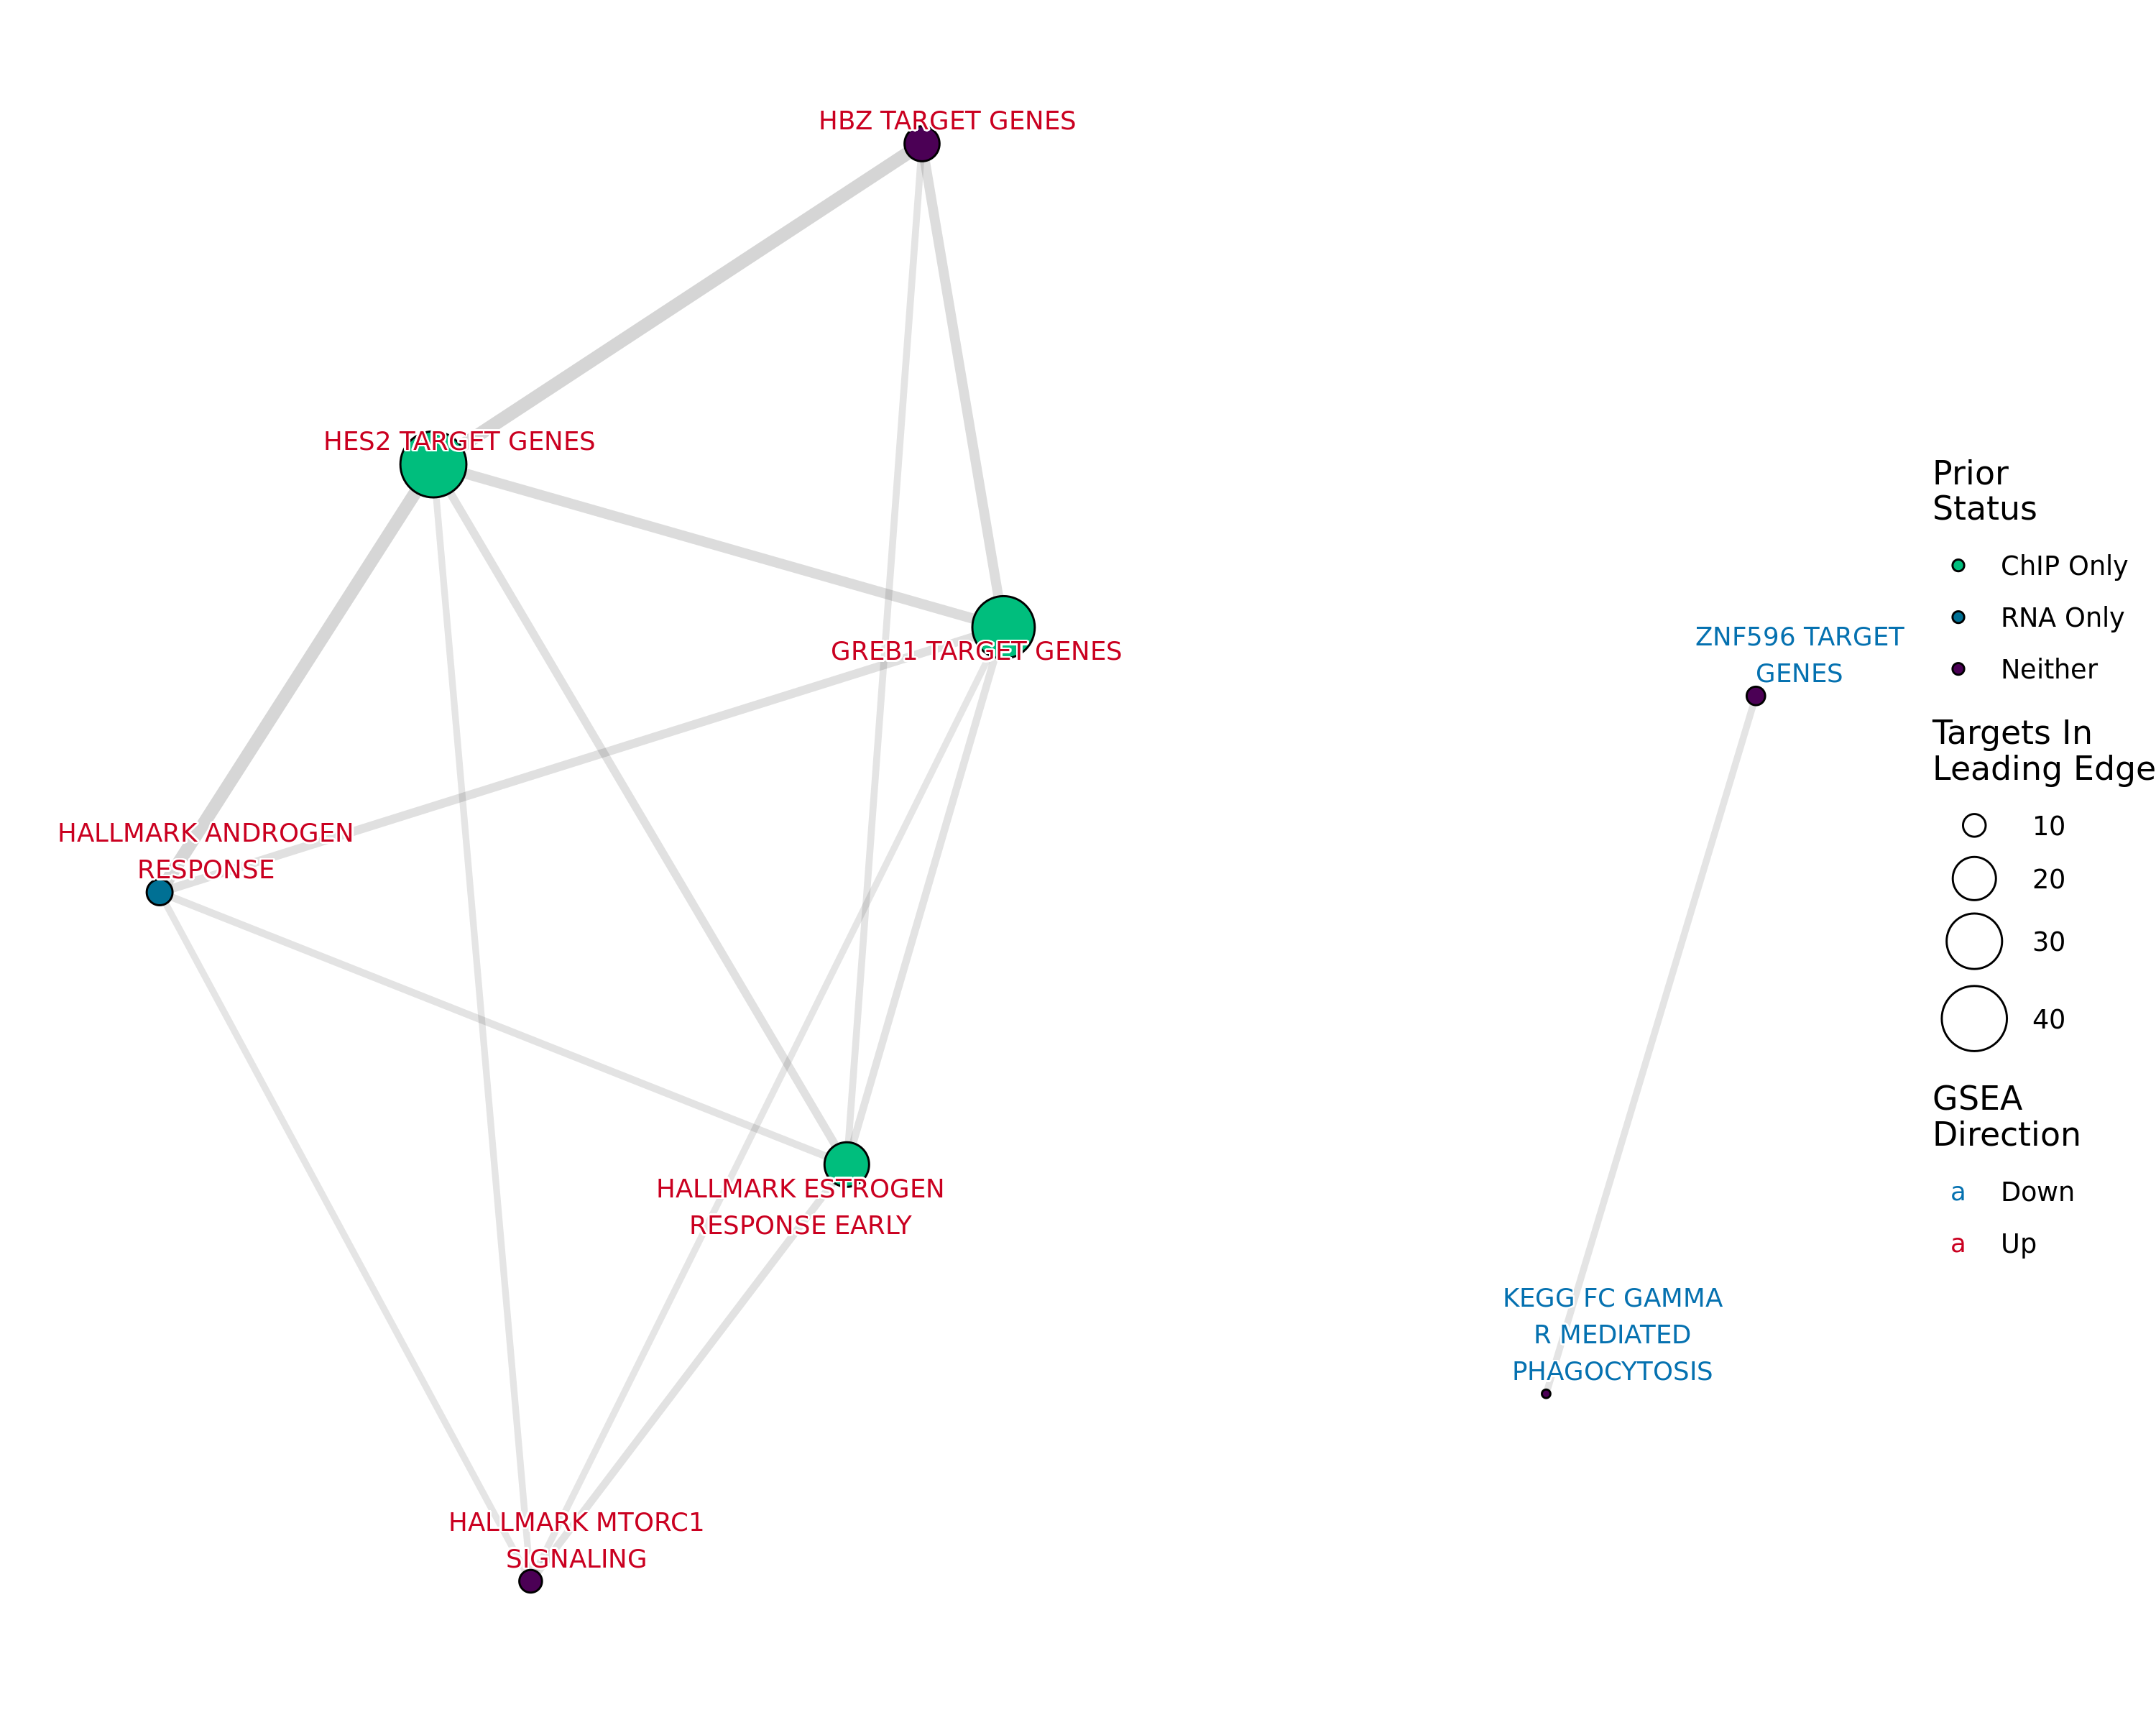 HBZ TARGET GENES
HES2 TARGET GENES
GREB1 TARGET GENES
HALLMARK ANDROGEN
RESPONSE
HALLMARK ESTROGEN
RESPONSE EARLY
HALLMARK MTORC1
SIGNALING
ZNF596 TARGET
GENES
KEGG FC GAMMA
R MEDIATED
PHAGOCYTOSIS
Prior
Status
ChIP Only
RNA Only
Neither
Targets In
Leading Edge
10
20
30
40
GSEA
Direction
a Down
a Up